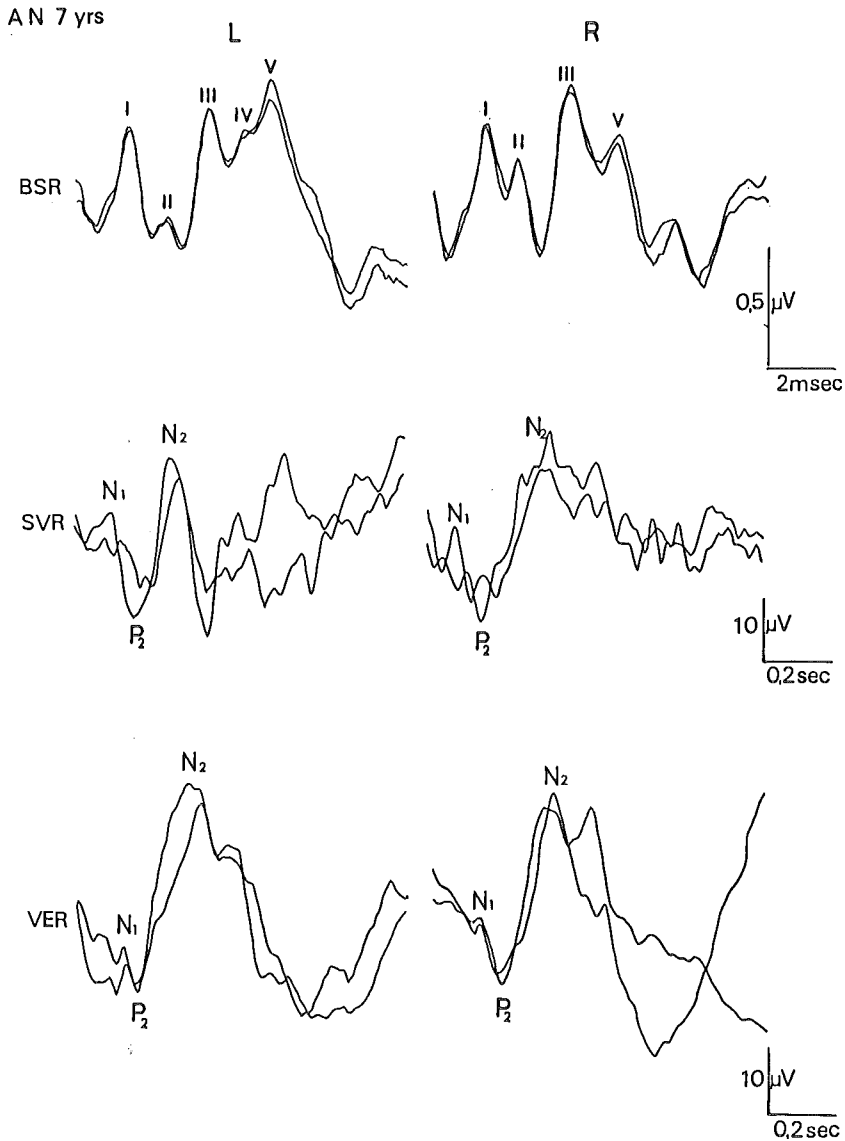 A N 7 yrs
L R
BSR I II III IV V I II III V
0,5 µV
2msec
SVR N1 P2 N2 N1 P2 N2
10 µV
0,2 sec
VER N1 P2 N2 N1 P2 N2
10 µV
0,2 sec